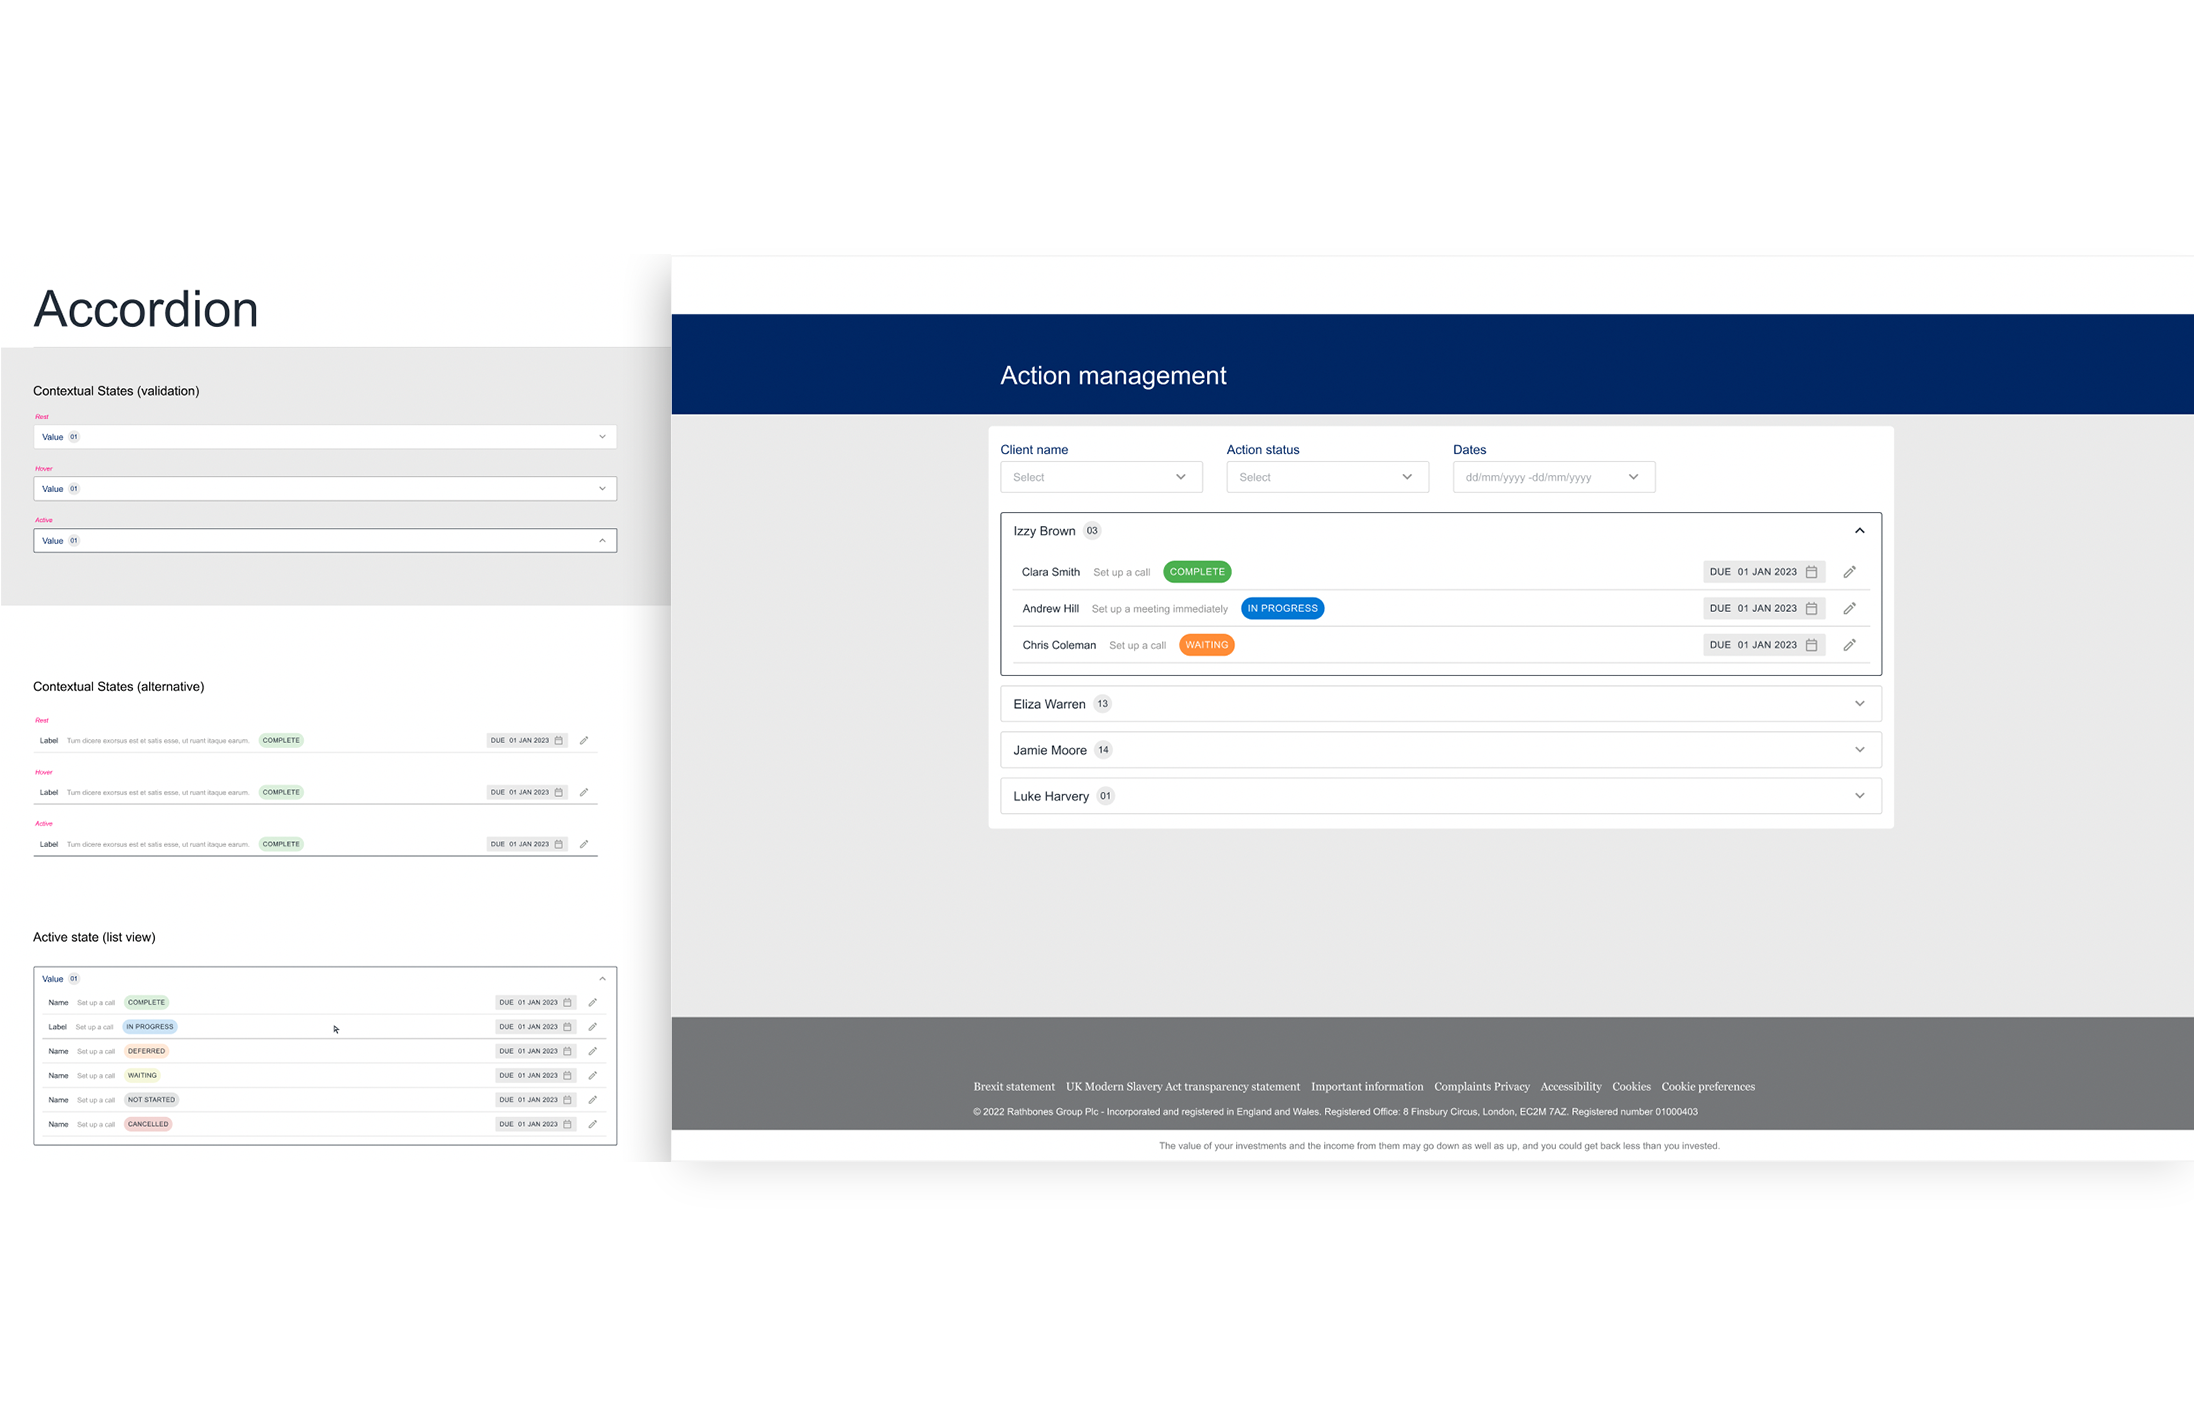 Accordion
Contextual States (validation)
Rest
Value 01
Hover
Value 01
Active
Value 01
Contextual States (alternative)
Rest
Label Tum dicere exorsus est et satis esse, ut ruant itaque earum. COMPLETE DUE 01 JAN 2023
Hover
Label Tum dicere exorsus est et satis esse, ut ruant itaque earum. COMPLETE DUE 01 JAN 2023
Active
Label Tum dicere exorsus est et satis esse, ut ruant itaque earum. COMPLETE DUE 01 JAN 2023
Active state (list view)
Value 01
Name Set up a call COMPLETE DUE 01 JAN 2023
Label Set up a call IN PROGRESS DUE 01 JAN 2023
Name Set up a call DEFERRED DUE 01 JAN 2023
Name Set up a call WAITING DUE 01 JAN 2023
Name Set up a call NOT STARTED DUE 01 JAN 2023
Name Set up a call CANCELLED DUE 01 JAN 2023
Action management
Client name Action status Dates
Select Select dd/mm/yyyy -dd/mm/yyyy
Izzy Brown 03
Clara Smith Set up a call COMPLETE DUE 01 JAN 2023
Andrew Hill Set up a meeting immediately IN PROGRESS DUE 01 JAN 2023
Chris Coleman Set up a call WAITING DUE 01 JAN 2023
Eliza Warren 13
Jamie Moore 14
Luke Harvery 01
Brexit statement UK Modern Slavery Act transparency statement Important information Complaints Privacy Accessibility Cookies Cookie preferences
© 2022 Rathbones Group Plc - Incorporated and registered in England and Wales. Registered Office: 8 Finsbury Circus, London, EC2M 7AZ. Registered number 01000403
The value of your investments and the income from them may go down as well as up, and you could get back less than you invested.